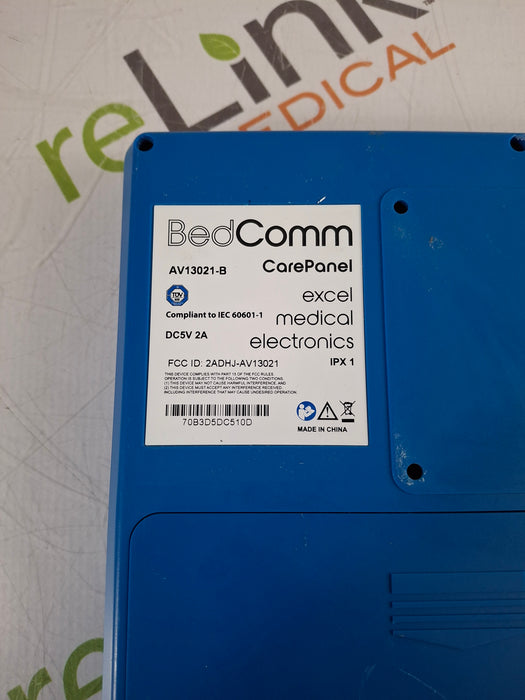 reLink
MEDICAL
BedComm
AV13021-B
CarePanel
TÜV
excel
medical
electronics
Compliant to IEC 60601-1
DC5V 2A
FCC ID: 2ADHJ-AV13021
IPX 1
THIS DEVICE COMPLIES WITH PART 15 OF THE FCC RULES.
OPERATION IS SUBJECT TO THE FOLLOWING TWO CONDITIONS:
(1) THIS DEVICE MAY NOT CAUSE HARMFUL INTERFERENCE, AND
(2) THIS DEVICE MUST ACCEPT ANY INTERFERENCE RECEIVED,
INCLUDING INTERFERENCE THAT MAY CAUSE UNDESIRED OPERATION.
MADE IN CHINA
70B3D5DC510D
reLink